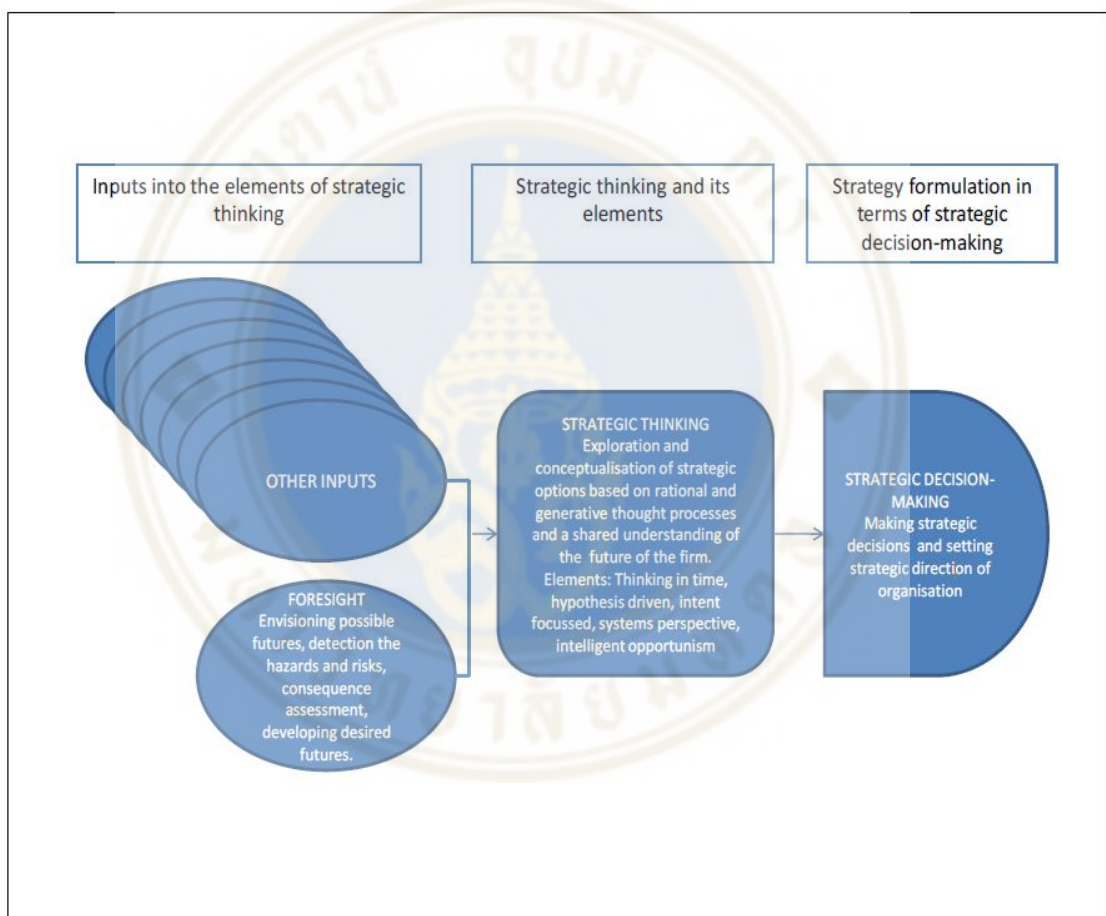 Inputs into the elements of strategic
thinking
Strategic thinking and its
elements
Strategy formulation in
terms of strategic
decision-making
OTHER INPUTS
FORESIGHT
Envisioning possible
futures, detection the
hazards and risks,
consequence
assessment,
developing desired
futures.
STRATEGIC THINKING
Exploration and
conceptualisation of strategic
options based on rational and
generative thought processes
and a shared understanding of
the future of the firm.
Elements: Thinking in time,
hypothesis driven, intent
focussed, systems perspective,
intelligent opportunism
STRATEGIC DECISION-
MAKING
Making strategic
decisions and setting
strategic direction of
organisation